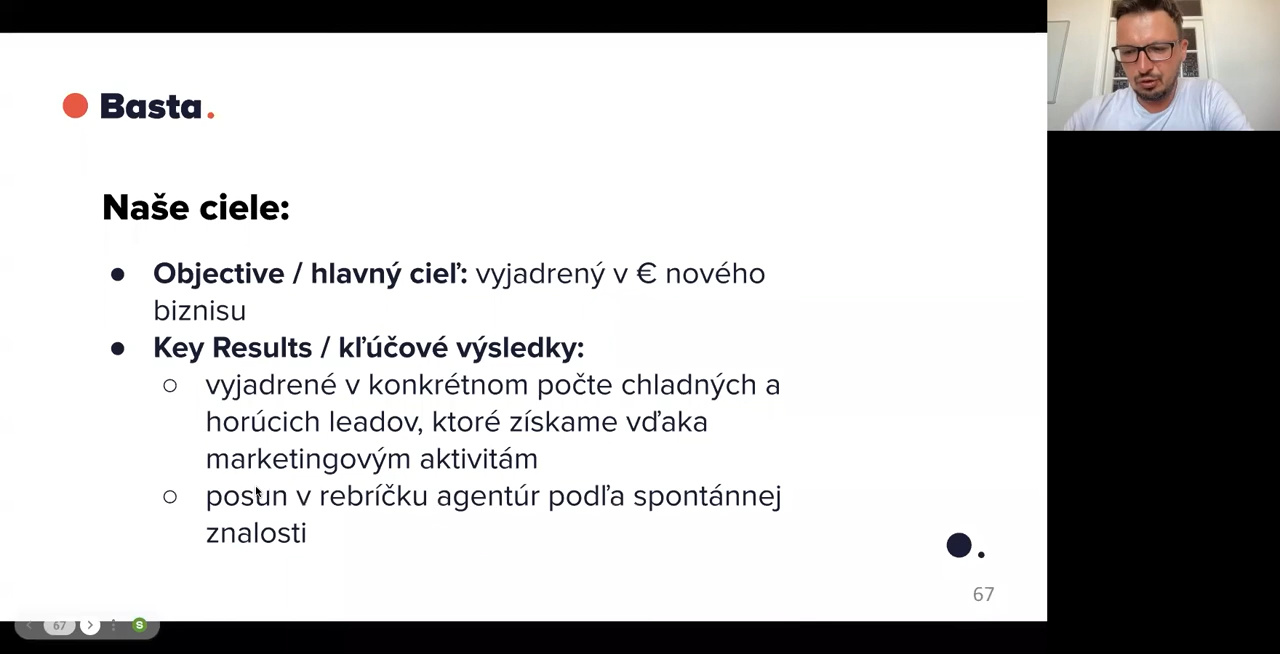 Basta.
Naše ciele:
● Objective / hlavný cieľ: vyjadrený v € nového
biznisu
● Key Results / kľúčové výsledky:
○ vyjadrené v konkrétnom počte chladných a
horúcich leadov, ktoré získame vďaka
marketingovým aktivitám
○ posun v rebríčku agentúr podľa spontánnej
znalosti
67
67
S